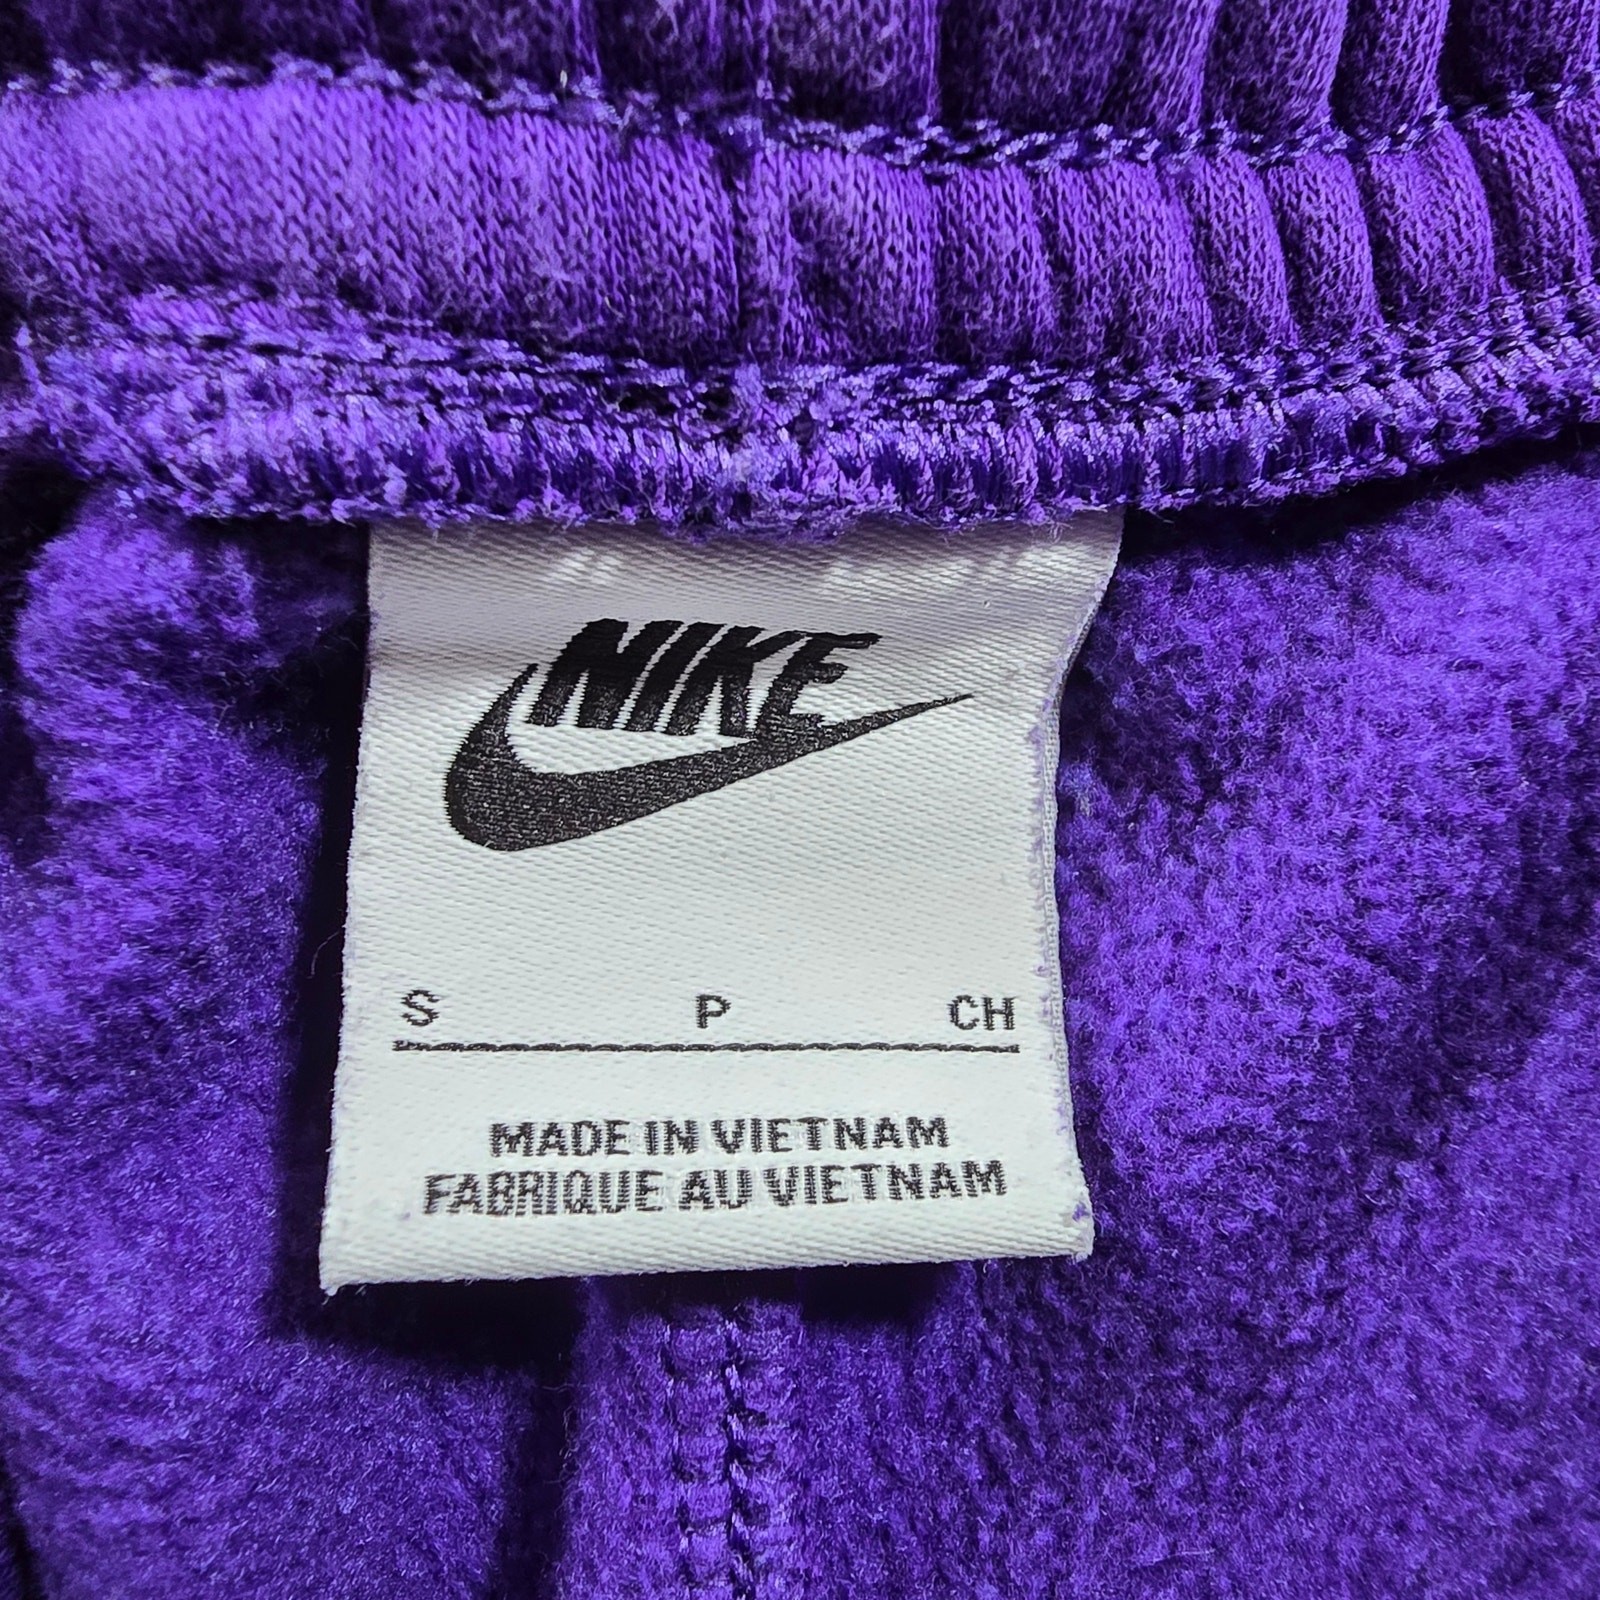 NIKE
S P CH
MADE IN VIETNAM
FABRIQUE AU VIETNAM